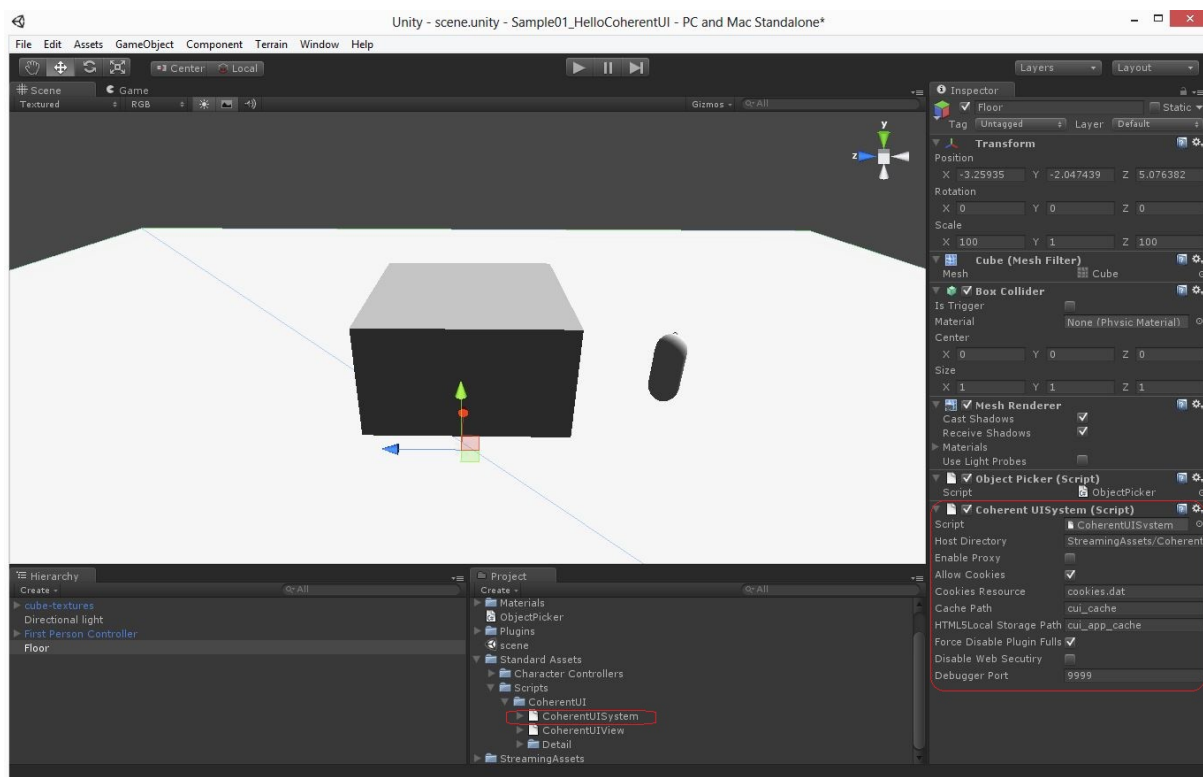 Unity - scene.unity - Sample01_HelloCoherentUI - PC and Mac Standalone*
File Edit Assets GameObject Component Terrain Window Help
Center Local
Layers Layout
Scene Game
Textured RGB Gizmos All
y
z
Hierarchy
Create All
cube-textures
Directional light
First Person Controller
Floor
Project
Create All
Materials
ObjectPicker
Plugins
scene
Standard Assets
Character Controllers
Scripts
CoherentUI
CoherentUISystem
CoherentUIView
Detail
StreamingAssets
Inspector
Floor Static
Tag Untagged Layer Default
Transform
Position
X -3.25935 Y -2.047439 Z 5.076382
Rotation
X 0 Y 0 Z 0
Scale
X 100 Y 1 Z 100
Cube (Mesh Filter)
Mesh Cube
Box Collider
Is Trigger
Material None (Physic Material)
Center
X 0 Y 0 Z 0
Size
X 1 Y 1 Z 1
Mesh Renderer
Cast Shadows
Receive Shadows
Materials
Use Light Probes
Object Picker (Script)
Script ObjectPicker
Coherent UISystem (Script)
Script CoherentUISystem
Host Directory StreamingAssets/Coherent
Enable Proxy
Allow Cookies
Cookies Resource cookies.dat
Cache Path cui_cache
HTML5Local Storage Path cui_app_cache
Force Disable Plugin Fulls
Disable Web Secutiry
Debugger Port 9999